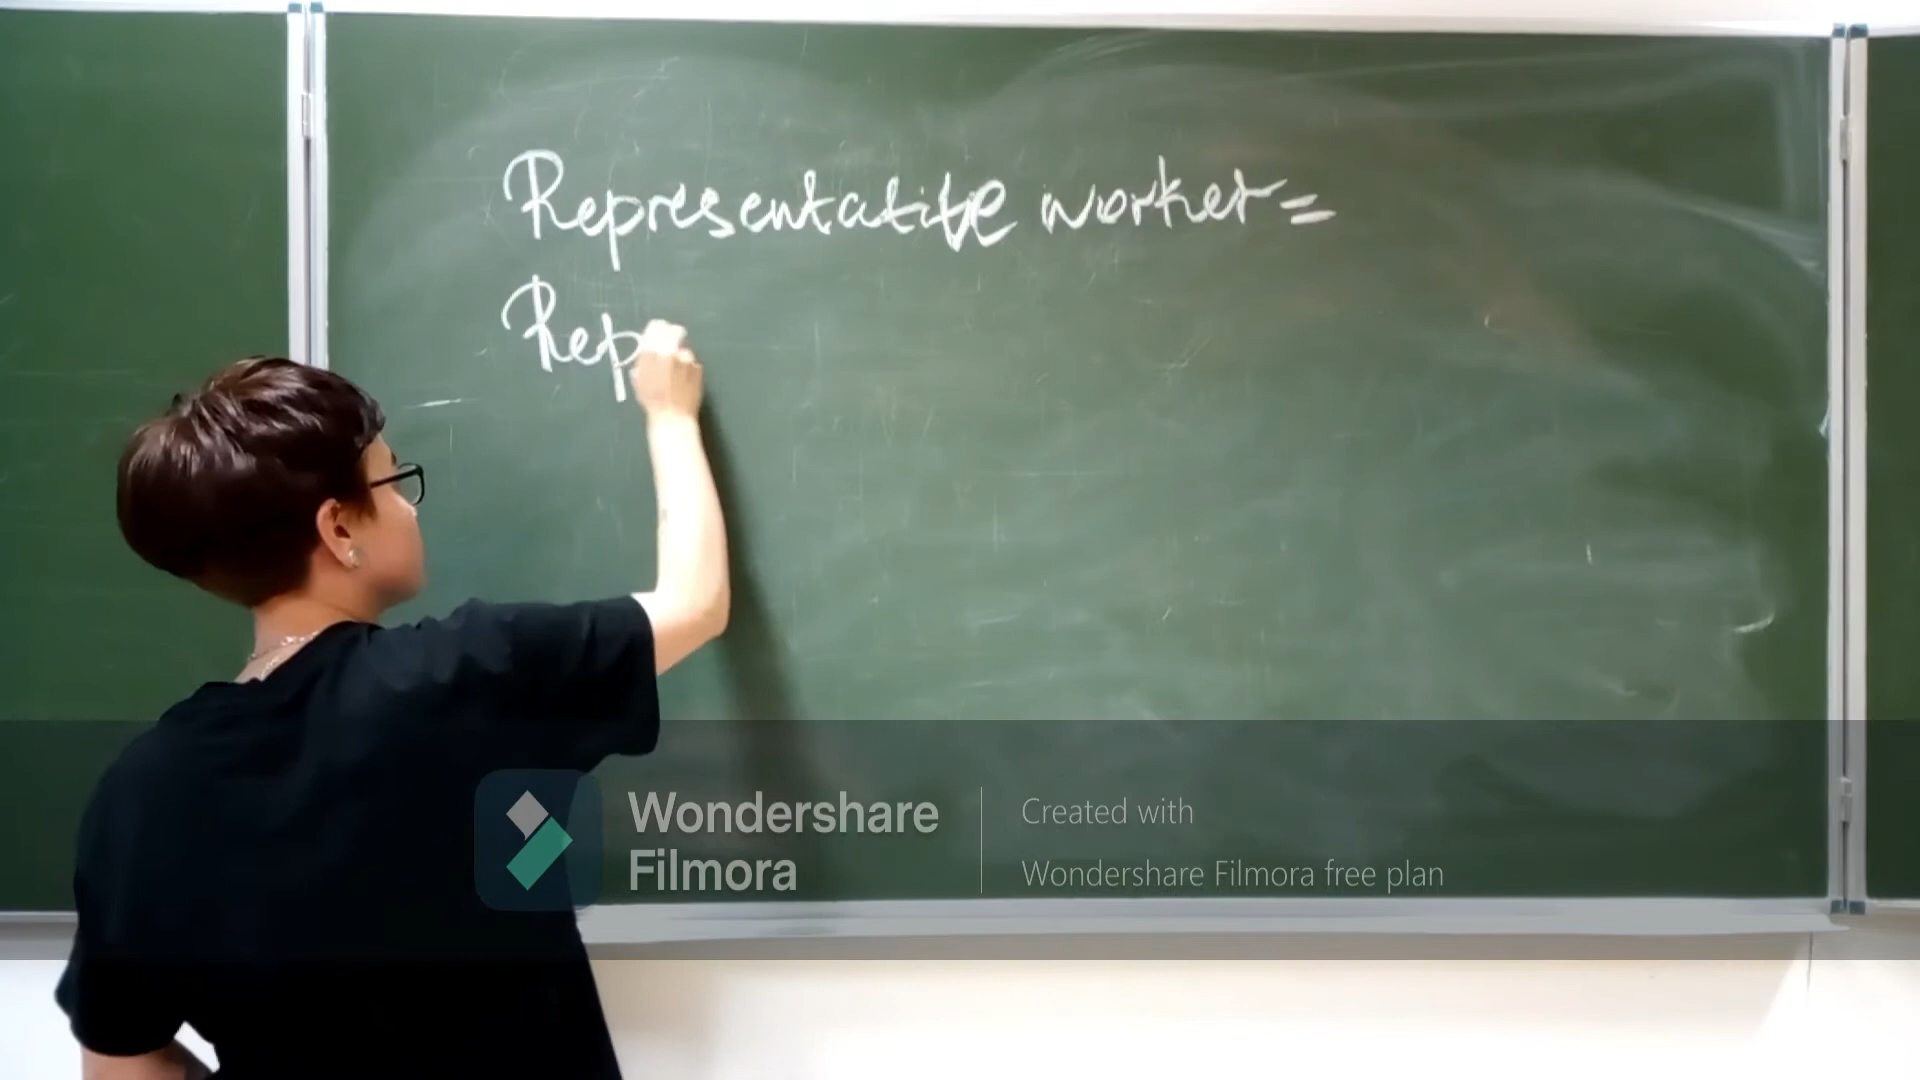 Representative worker=
Rep
Wondershare
Filmora
Created with
Wondershare Filmora free plan